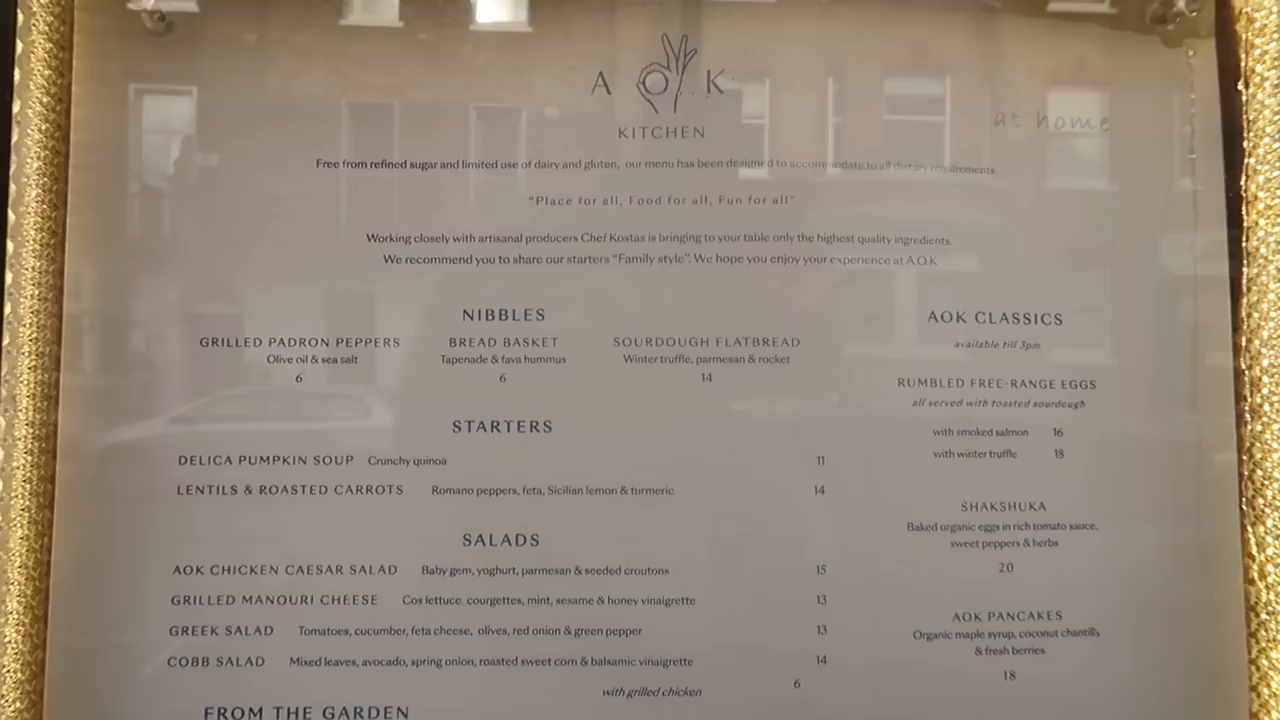 A O K
KITCHEN
at home
Free from refined sugar and limited use of dairy and gluten, our menu has been designed to accommodate to all dietary requirements.
"Place for all, Food for all, Fun for all"
Working closely with artisanal producers Chef Kostas is bringing to your table only the highest quality ingredients.
We recommend you to share our starters "Family style". We hope you enjoy your experience at A.O.K
NIBBLES
GRILLED PADRON PEPPERS
Olive oil & sea salt
6
BREAD BASKET
Tapenade & fava hummus
6
SOURDOUGH FLATBREAD
Winter truffle, parmesan & rocket
14
STARTERS
DELICA PUMPKIN SOUP Crunchy quinoa 11
LENTILS & ROASTED CARROTS Romano peppers, feta, Sicilian lemon & turmeric 14
SALADS
AOK CHICKEN CAESAR SALAD Baby gem, yoghurt, parmesan & seeded croutons 15
GRILLED MANOURI CHEESE Cos lettuce, courgettes, mint, sesame & honey vinaigrette 13
GREEK SALAD Tomatoes, cucumber, feta cheese, olives, red onion & green pepper 13
COBB SALAD Mixed leaves, avocado, spring onion, roasted sweet corn & balsamic vinaigrette 14
with grilled chicken 6
FROM THE GARDEN
AOK CLASSICS
available till 3pm
RUMBLED FREE-RANGE EGGS
all served with toasted sourdough
with smoked salmon 16
with winter truffle 18
SHAKSHUKA
Baked organic eggs in rich tomato sauce,
sweet peppers & herbs
20
AOK PANCAKES
Organic maple syrup, coconut chantilly
& fresh berries
18